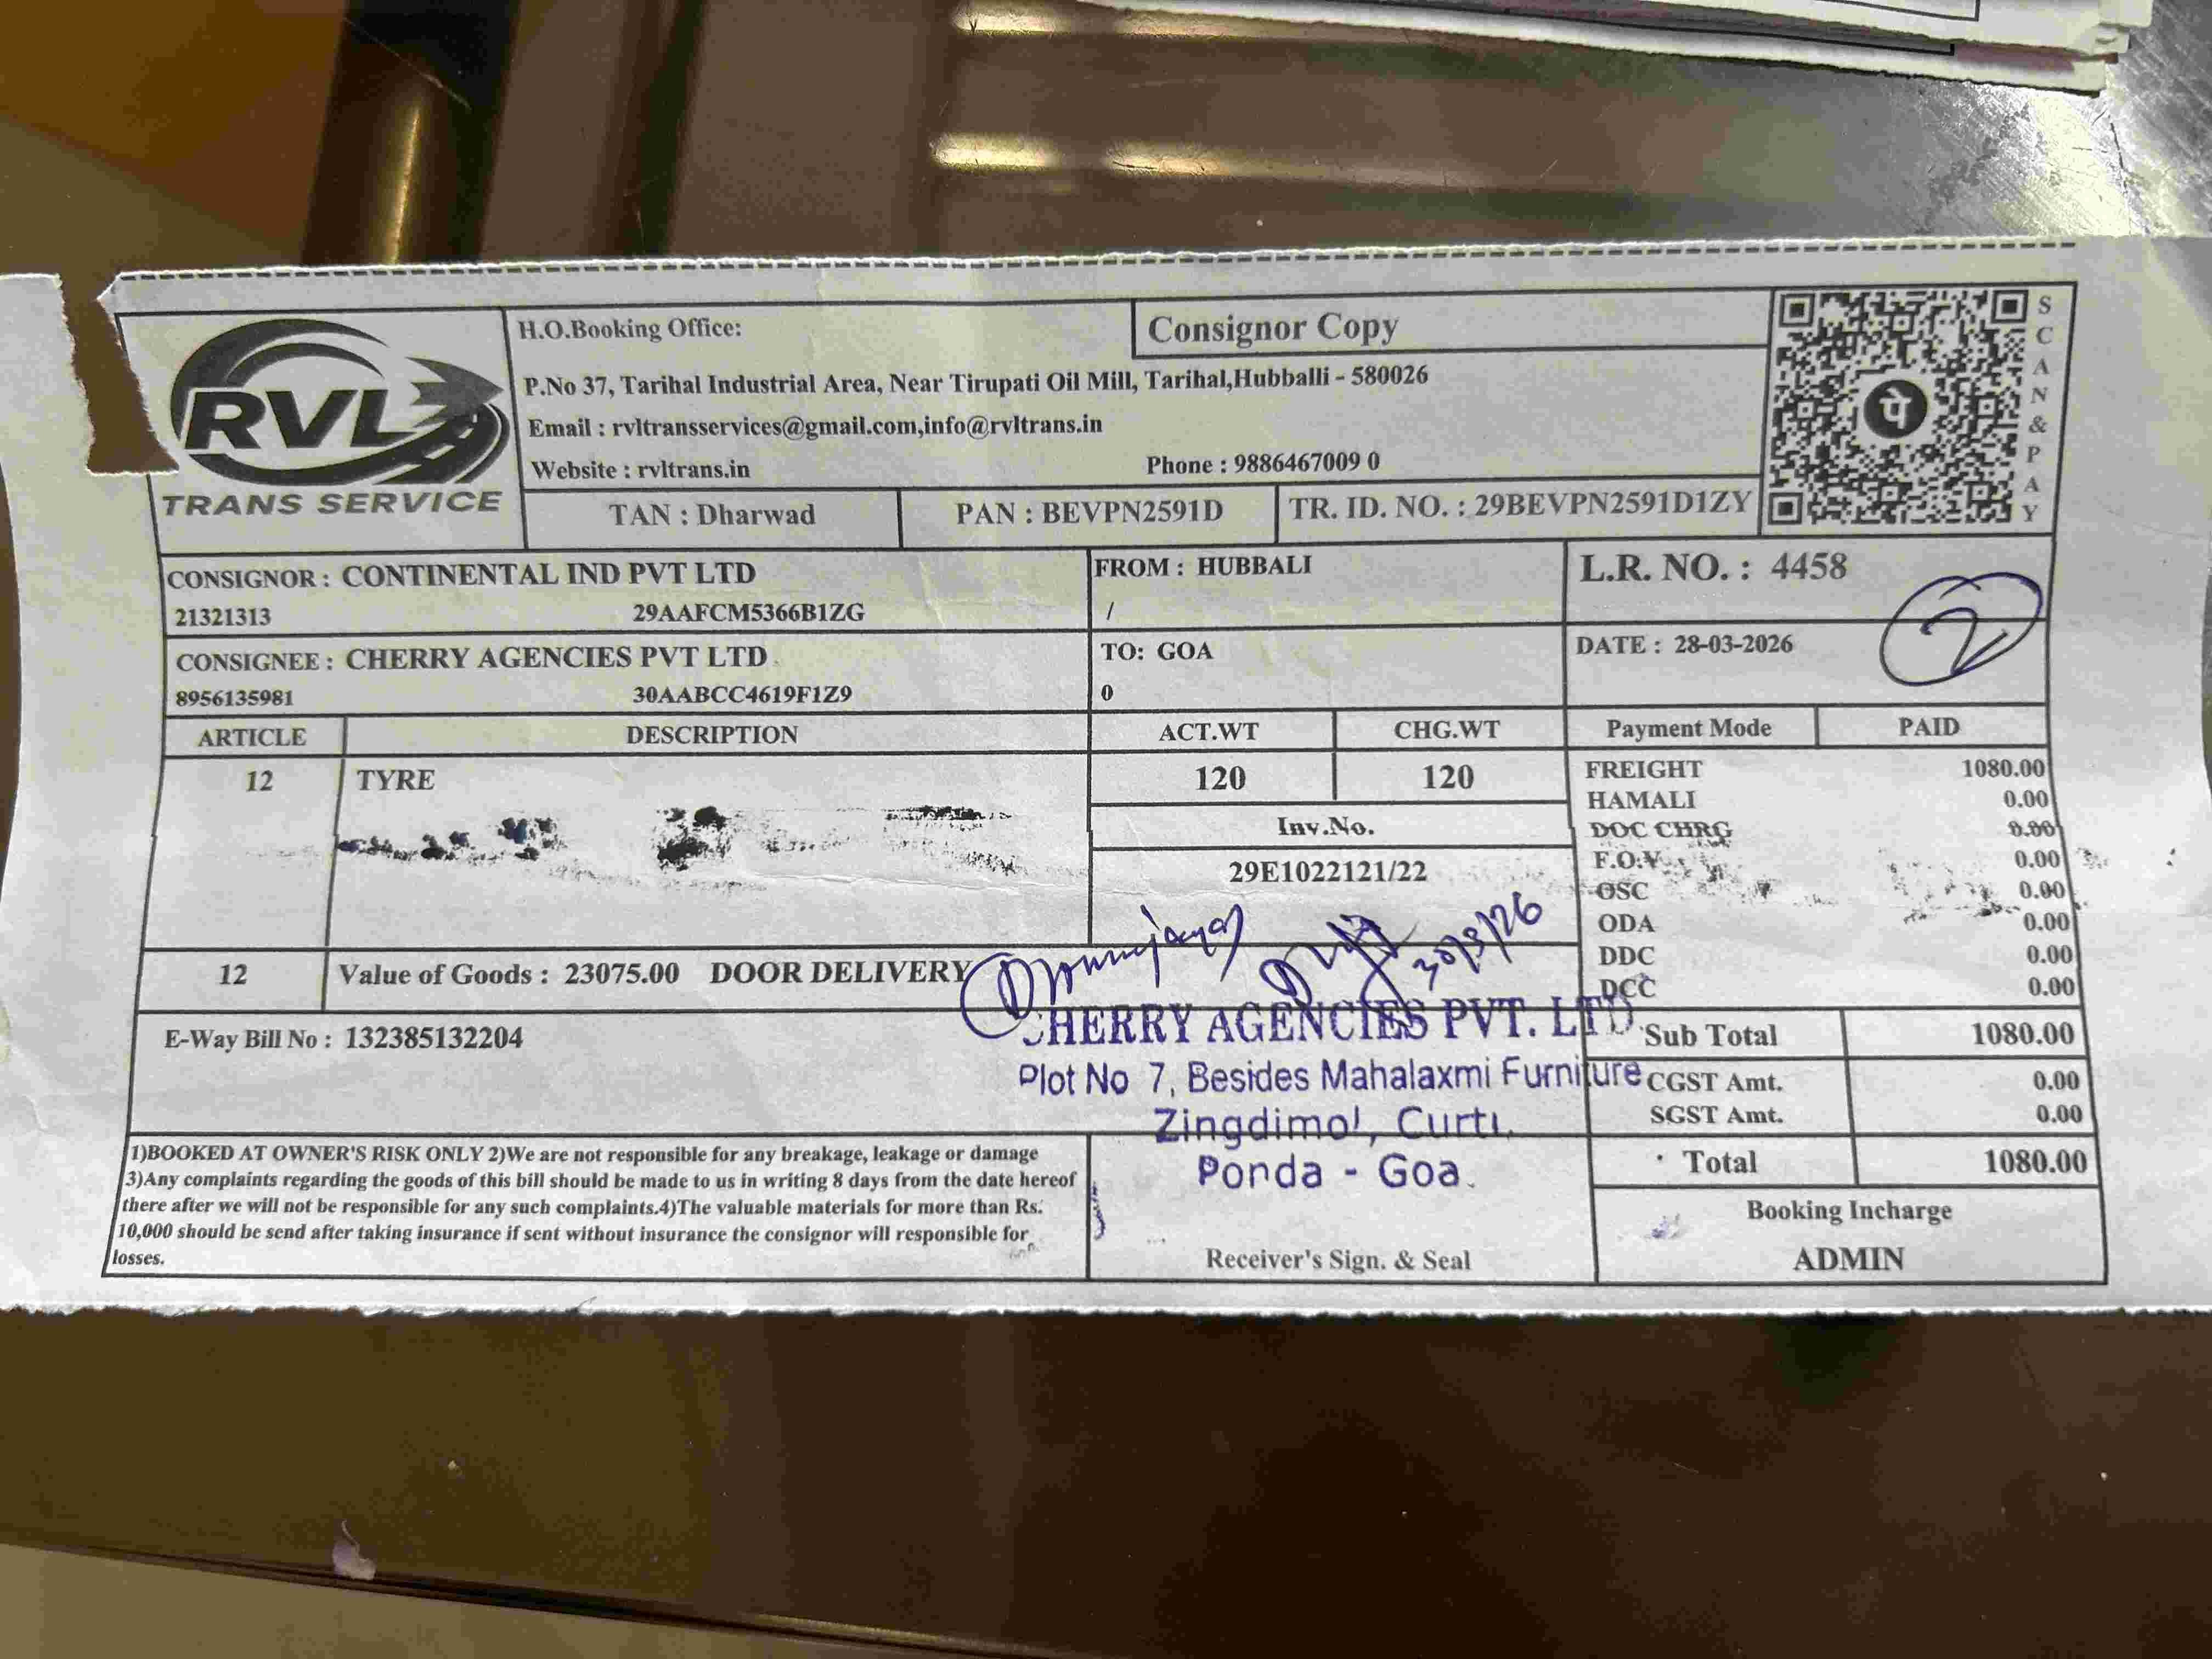 RVL
TRANS SERVICE
H.O.Booking Office:
Consignor Copy
P.No 37, Tarihal Industrial Area, Near Tirupati Oil Mill, Tarihal,Hubballi - 580026
Email : rvltransservices@gmail.com,info@rvltrans.in
Website : rvltrans.in Phone : 9886467009 0
TAN : Dharwad PAN : BEVPN2591D TR. ID. NO. : 29BEVPN2591D1ZY
पे
SCAN&PAY
CONSIGNOR : CONTINENTAL IND PVT LTD FROM : HUBBALI L.R. NO. : 4458
21321313 29AAFCM5366B1ZG /
2
CONSIGNEE : CHERRY AGENCIES PVT LTD TO: GOA DATE : 28-03-2026
8956135981 30AABCC4619F1Z9 0
ARTICLE DESCRIPTION ACT.WT CHG.WT Payment Mode PAID
12 TYRE 120 120 FREIGHT 1080.00
HAMALI 0.00
Inv.No. DOC CHRG 0.00
29E1022121/22 F.O.V 0.00
OSC 0.00
ODA 0.00
30/3/26
12 Value of Goods : 23075.00 DOOR DELIVERY DDC 0.00
DCC 0.00
E-Way Bill No : 132385132204
CHERRY AGENCIES PVT. LTD
Plot No 7, Besides Mahalaxmi Furniture
Zingdimol, Curti.
Ponda - Goa.
Sub Total 1080.00
CGST Amt. 0.00
SGST Amt. 0.00
Total 1080.00
1)BOOKED AT OWNER'S RISK ONLY 2)We are not responsible for any breakage, leakage or damage
3)Any complaints regarding the goods of this bill should be made to us in writing 8 days from the date hereof
there after we will not be responsible for any such complaints.4)The valuable materials for more than Rs.
10,000 should be send after taking insurance if sent without insurance the consignor will responsible for
losses.
Receiver's Sign. & Seal
Booking Incharge
ADMIN